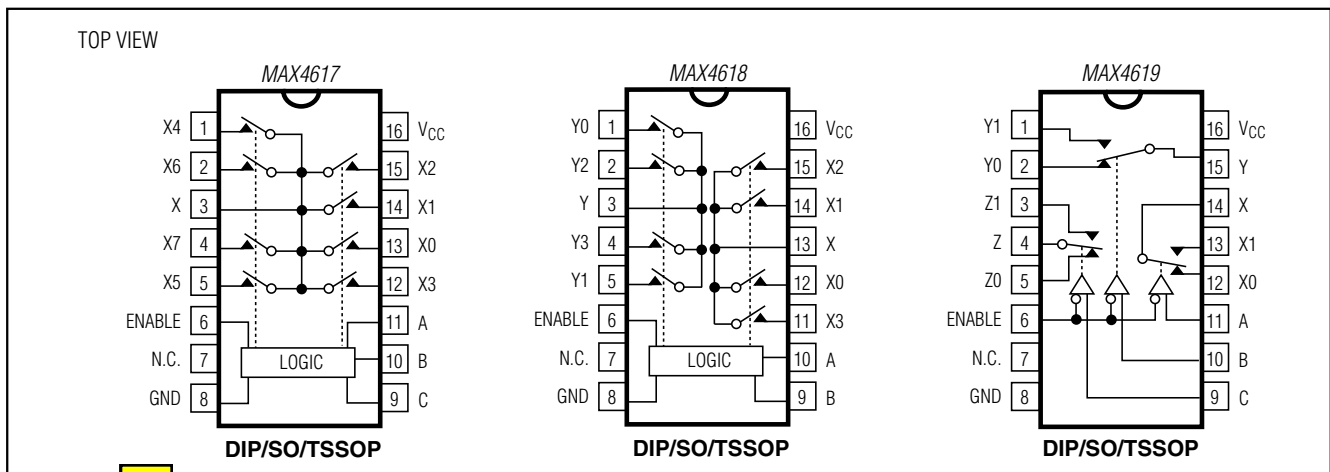 TOP VIEW
MAX4617
X4 1
X6 2
X 3
X7 4
X5 5
ENABLE 6
N.C. 7
GND 8
16 VCC
15 X2
14 X1
13 X0
12 X3
11 A
10 B
9 C
LOGIC
DIP/SO/TSSOP
MAX4618
Y0 1
Y2 2
Y 3
Y3 4
Y1 5
ENABLE 6
N.C. 7
GND 8
16 VCC
15 X2
14 X1
13 X
12 X0
11 X3
10 A
9 B
LOGIC
DIP/SO/TSSOP
MAX4619
Y1 1
Y0 2
Z1 3
Z 4
Z0 5
ENABLE 6
N.C. 7
GND 8
16 VCC
15 Y
14 X
13 X1
12 X0
11 A
10 B
9 C
DIP/SO/TSSOP